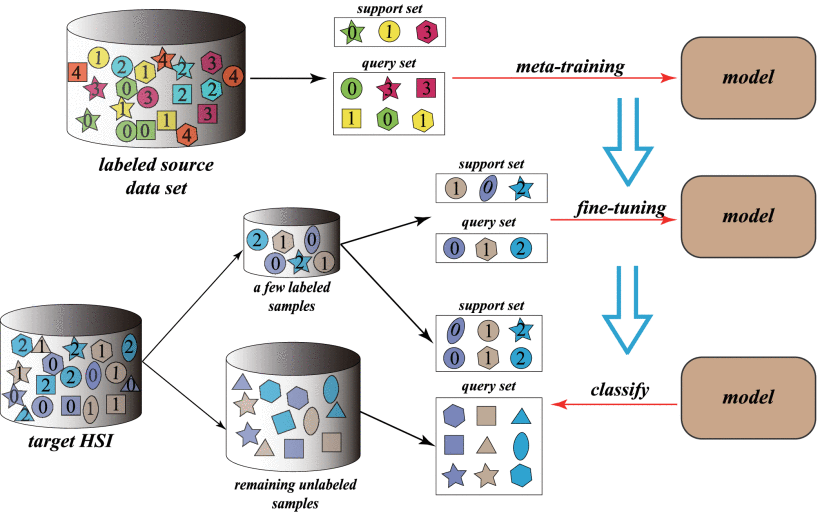 support set
0 1 3
query set
0 3 3
1 0 1
meta-training
model
1 4 2 3
4 2 1 4
3 0 3 2 2
1 3
0 0 0 1 4
labeled source
data set
support set
1 0 2
query set
0 1 2
fine-tuning
model
2 1 0
0 2 1
a few labeled
samples
support set
0 1 2
0 1 2
query set
classify
model
2 1 2 1 2
1 0 2 2 0 1 0
0 2 0 0 1 1
target HSI
remaining unlabeled
samples